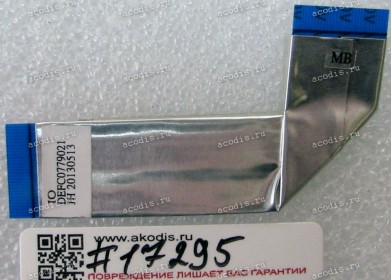 MB
IO
DEFC0779021
JH 20130513
www.akodis.ru
#17295
ПОВРЕЖДЕНИЕ ЛИШАЕТ ВАС ГАРАНТИИ